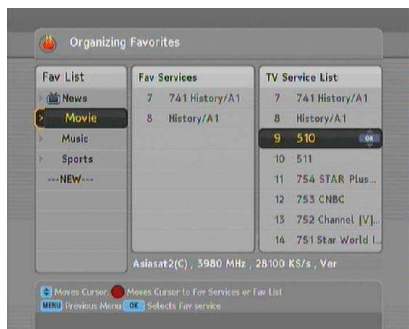 Organizing Favorites
Fav List
News
Movie
Music
Sports
---NEW---
Fav Services
7 741 History/A1
8 History/A1
TV Service List
7 741 History/A1
8 History/A1
9 510 OK
10 511
11 754 STAR Plus...
12 753 CNBC
13 752 Channel [V]...
14 751 Star World I...
Asiasat2(C) , 3980 MHz , 28100 KS/s , Ver
Moves Cursor Moves Cursor to Fav Services or Fav List
MENU Previous Menu OK Selects Fav service